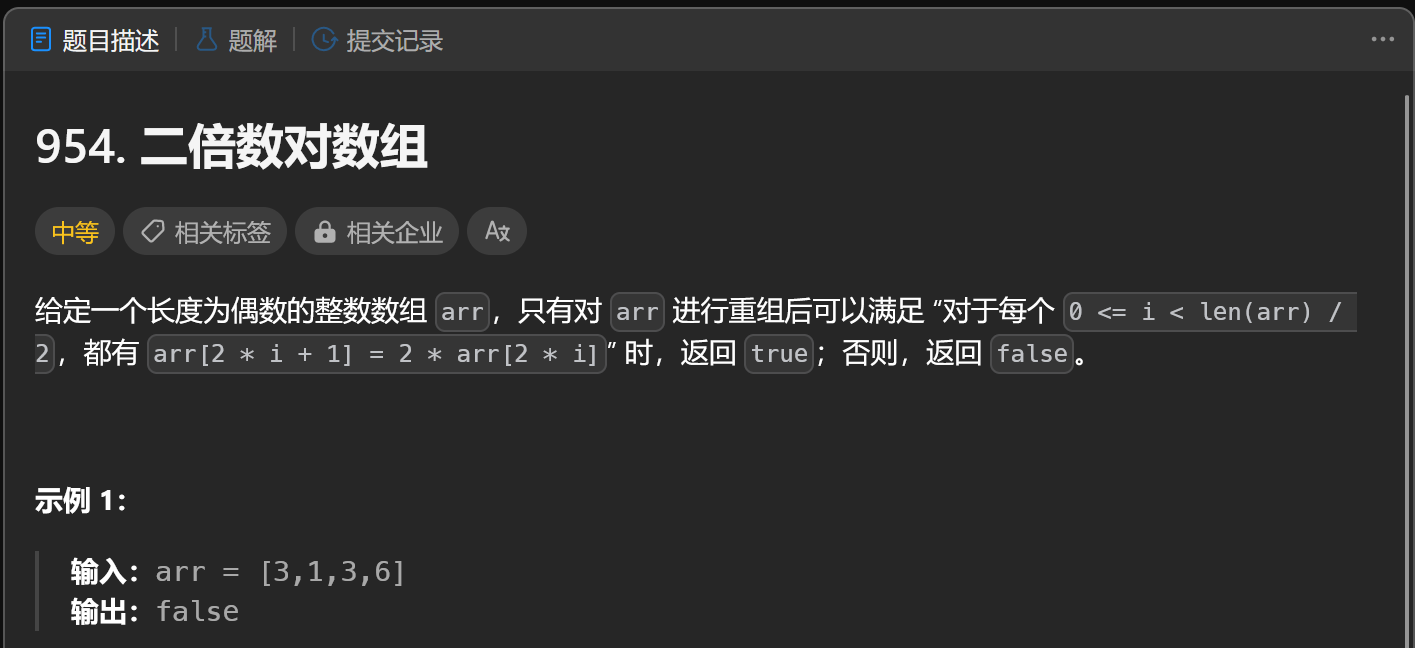 题目描述 题解 提交记录
954. 二倍数对数组
中等 相关标签 相关企业
给定一个长度为偶数的整数数组 arr，只有对 arr 进行重组后可以满足 “对于每个 0 <= i < len(arr) /
2，都有 arr[2 * i + 1] = 2 * arr[2 * i]” 时，返回 true；否则，返回 false。
示例 1：
输入：arr = [3,1,3,6]
输出：false